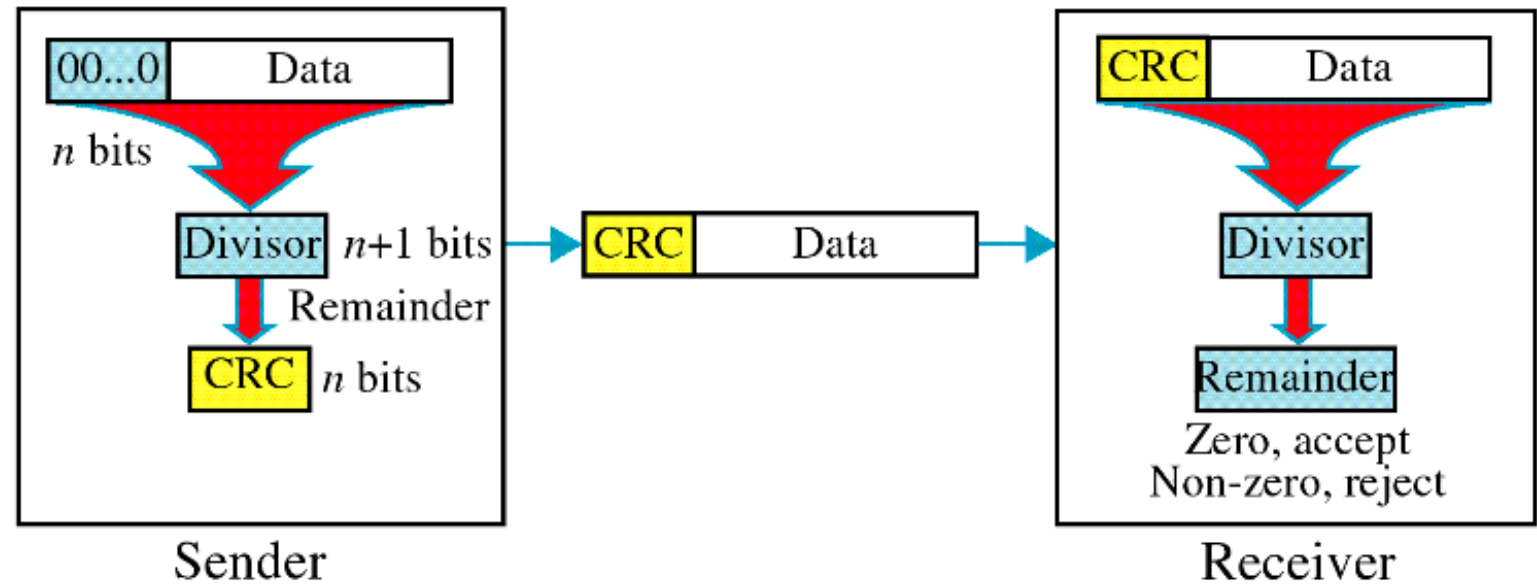 00...0 Data
n bits
Divisor n+1 bits
Remainder
CRC n bits
Sender
CRC Data
CRC Data
Divisor
Remainder
Zero, accept
Non-zero, reject
Receiver